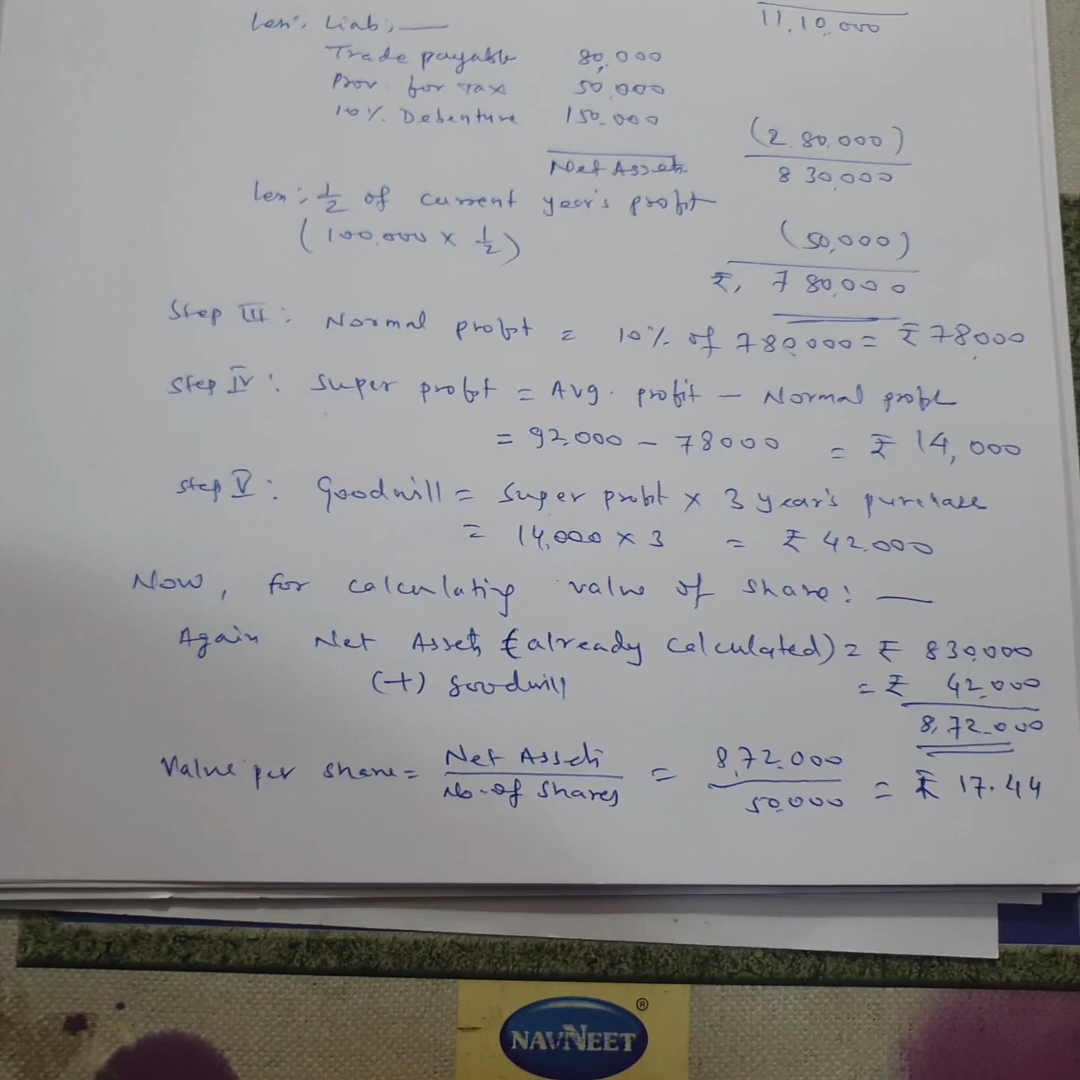 11,10,000
Less: Liab; —
Trade payable 80,000
Prov. for Tax 50,000
10% Debenture 150,000 (2,80,000)
Net Assets. 8 30,000
Less: 1/2 of current year's profit
(100,000 × 1/2) (50,000)
₹, 7 80,000
Step III: Normal profit = 10% of 780000 = ₹ 78000
Step IV: Super profit = Avg. profit — Normal profit
= 92,000 — 78000 = ₹ 14,000
Step V: Goodwill = Super profit × 3 year's purchase
= 14,000 × 3 = ₹ 42,000
Now, for calculating value of share: —
Again Net Assets (already calculated) = ₹ 830,000
(+) Goodwill = ₹ 42,000
8,72,000
Value per share = Net Assets / No. of Shares = 8,72,000 / 50,000 = ₹ 17.44
NAVNEET ®